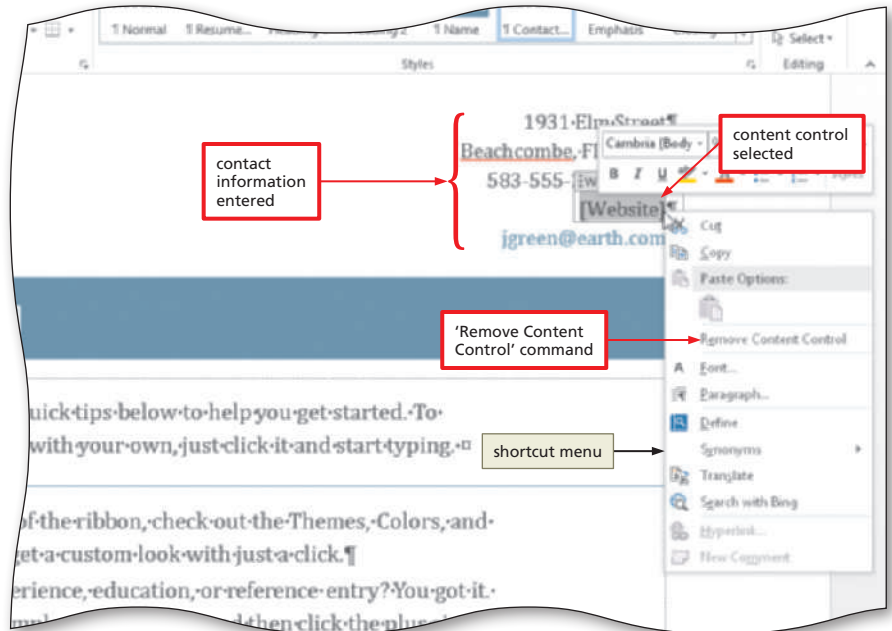 ¶ Normal ¶ Resume... ¶ Name ¶ Contact... Emphasis
Select
Styles Editing
1931·Elm·Street¶
Beachcombe,·Fl
583-555-
[Website]¶
jgreen@earth.com
Cambria (Body
B I U
contact
information
entered
content control
selected
Cut
Copy
Paste Options:
'Remove Content
Control' command
Remove Content Control
Font...
Paragraph...
Define
shortcut menu
Synonyms
Translate
Search with Bing
Hyperlink...
New Comment
uick·tips·below·to·help·you·get·started.·To·
with·your·own,·just·click·it·and·start·typing.·¤
of·the·ribbon,·check·out·the·Themes,·Colors,·and·
get·a·custom·look·with·just·a·click.¶
erience,·education,·or·reference·entry?·You·got·it.·
then·click·the·plus